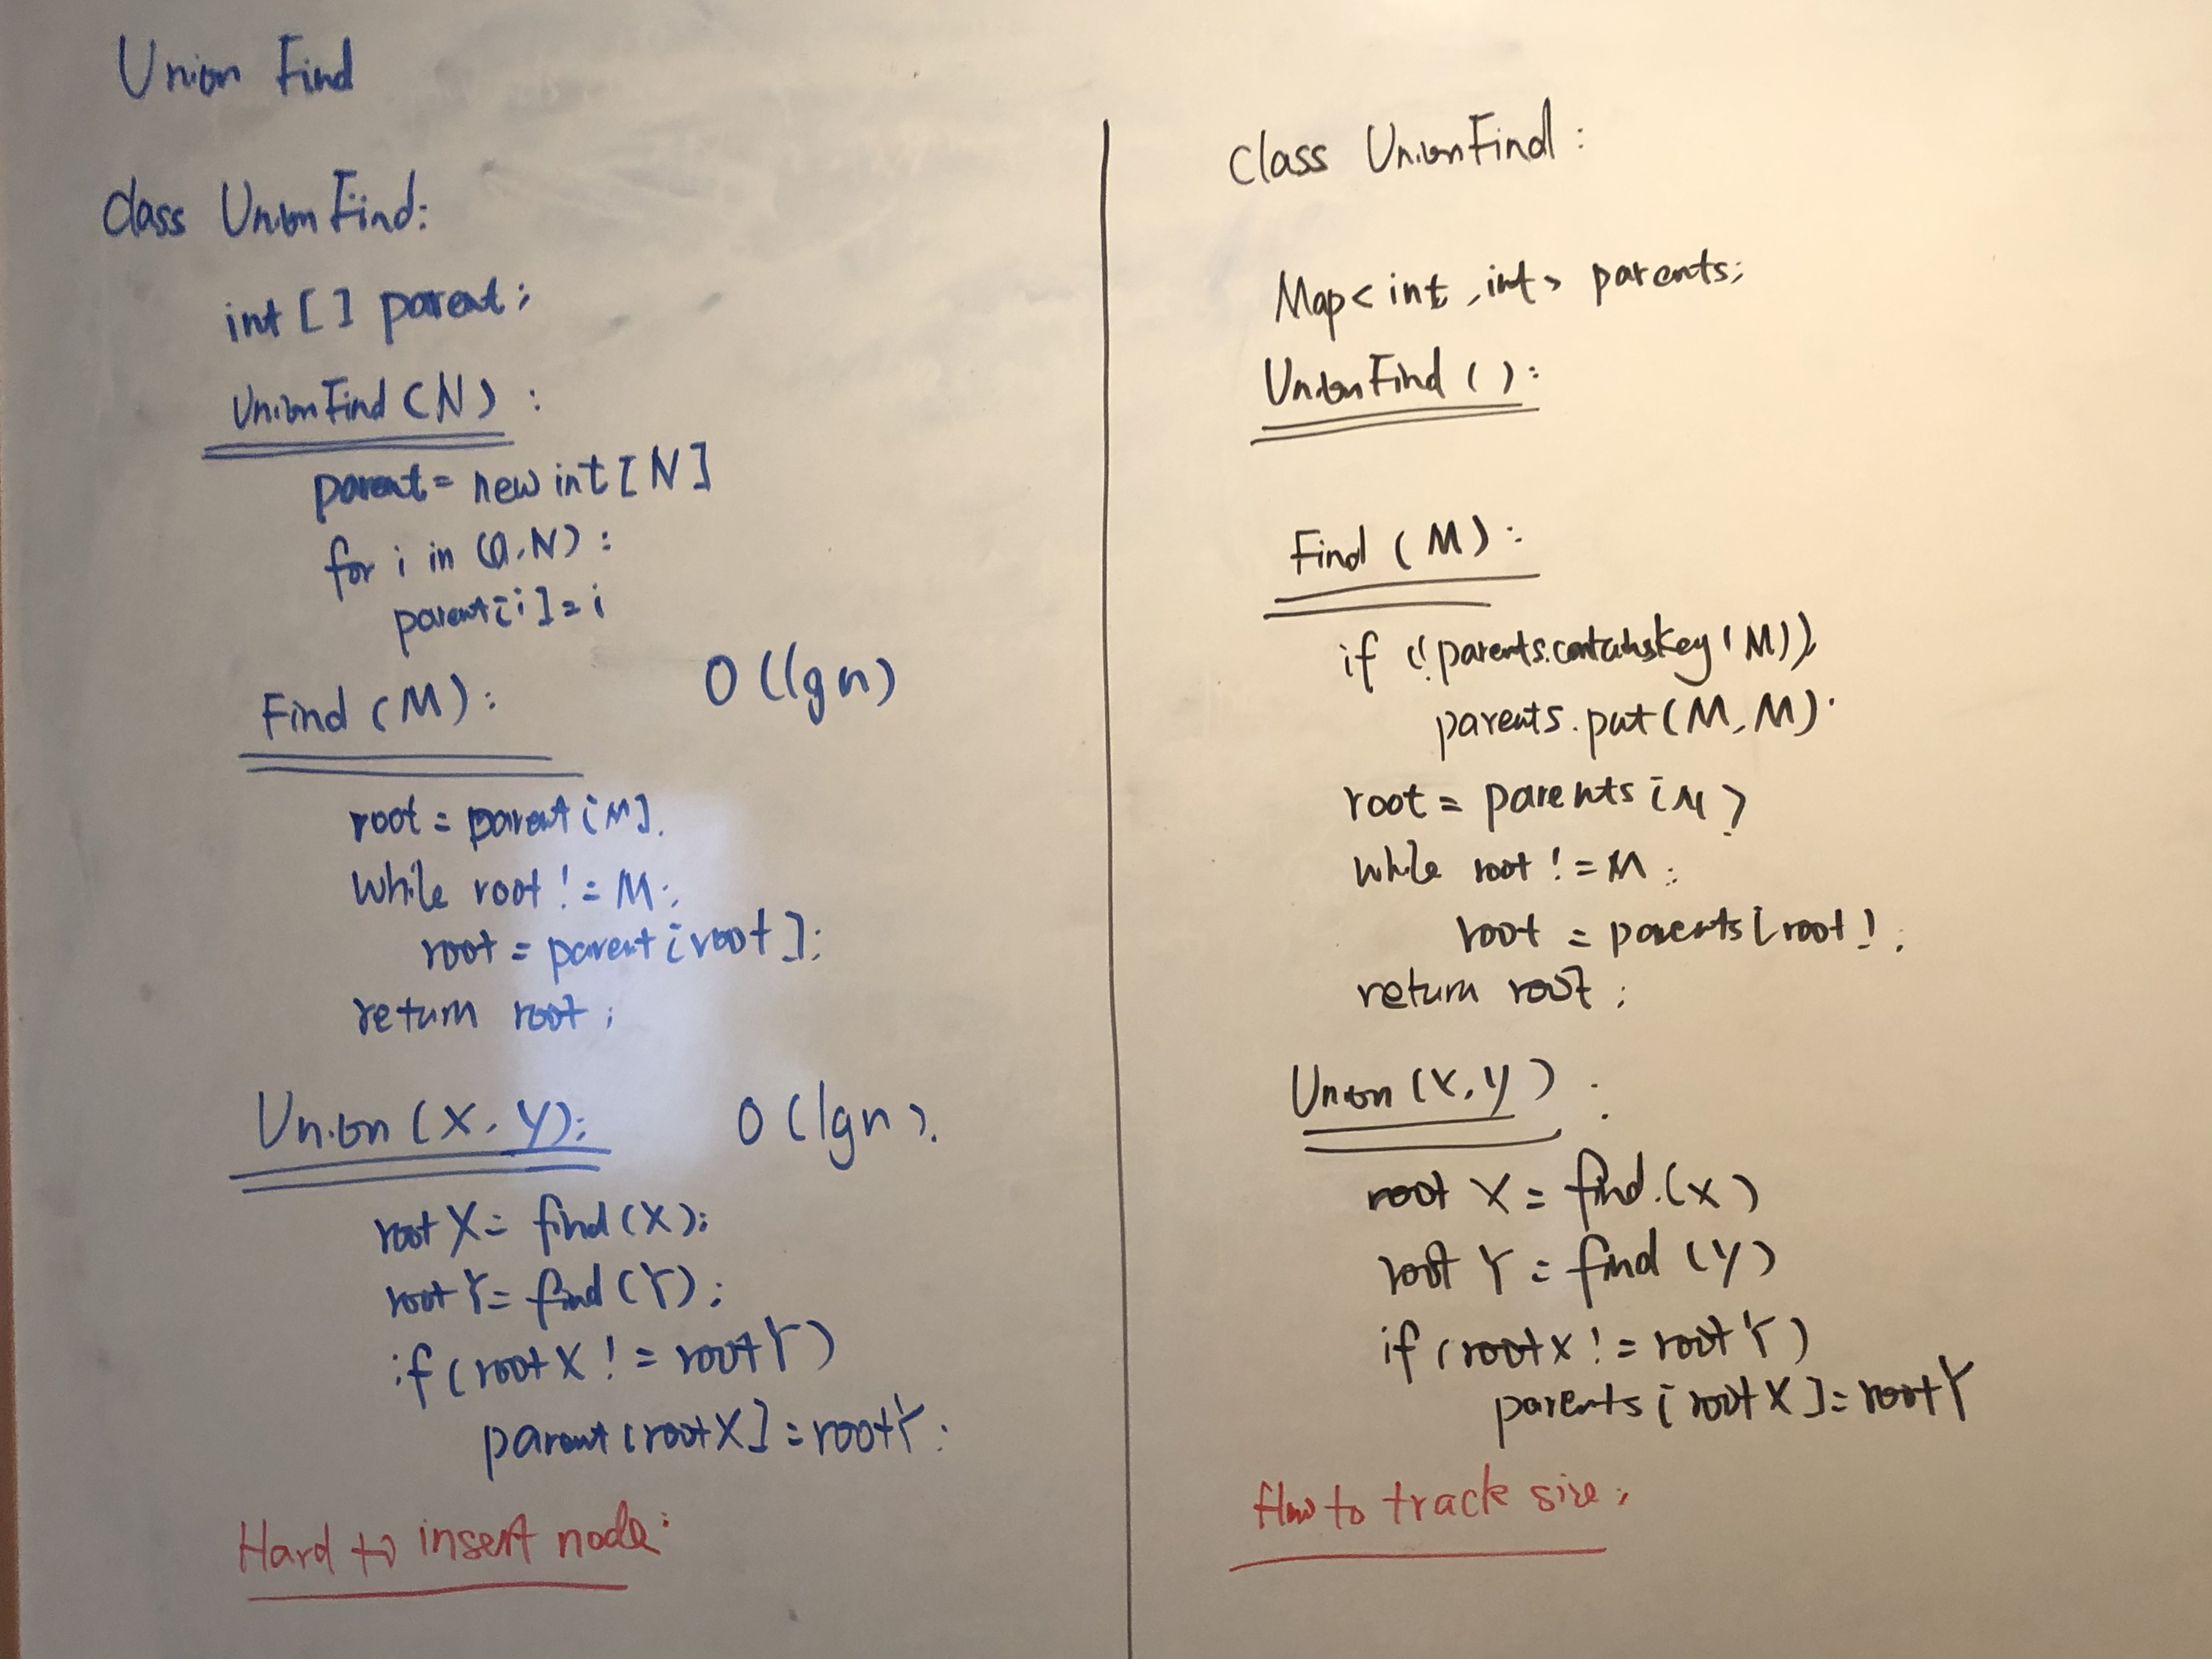 Union Find
class UnionFind:
int [ ] parent;
UnionFind (N) :
parent = new int [N]
for i in (0,N) :
parent[i] = i
Find (M) :
O (lgn)
root = parent [M].
while root != M:
root = parent [root];
return root;
Union (X, Y);
O (lgn).
root X = find (X);
root Y = find (Y);
if (root X != root Y)
parent [root X] = root Y;
Hard to insert node:
class UnionFind :
Map< int, int> parents;
UnionFind ( ) :
Find (M) :
if (! parents.containsKey (M)),
parents.put (M, M).
root = parents [M]
while root != M :
root = parents [root];
return root;
Union (X, Y) :
root X = find.(X)
root Y = find (Y)
if (root X != root Y)
parents [root X] = root Y
How to track size;